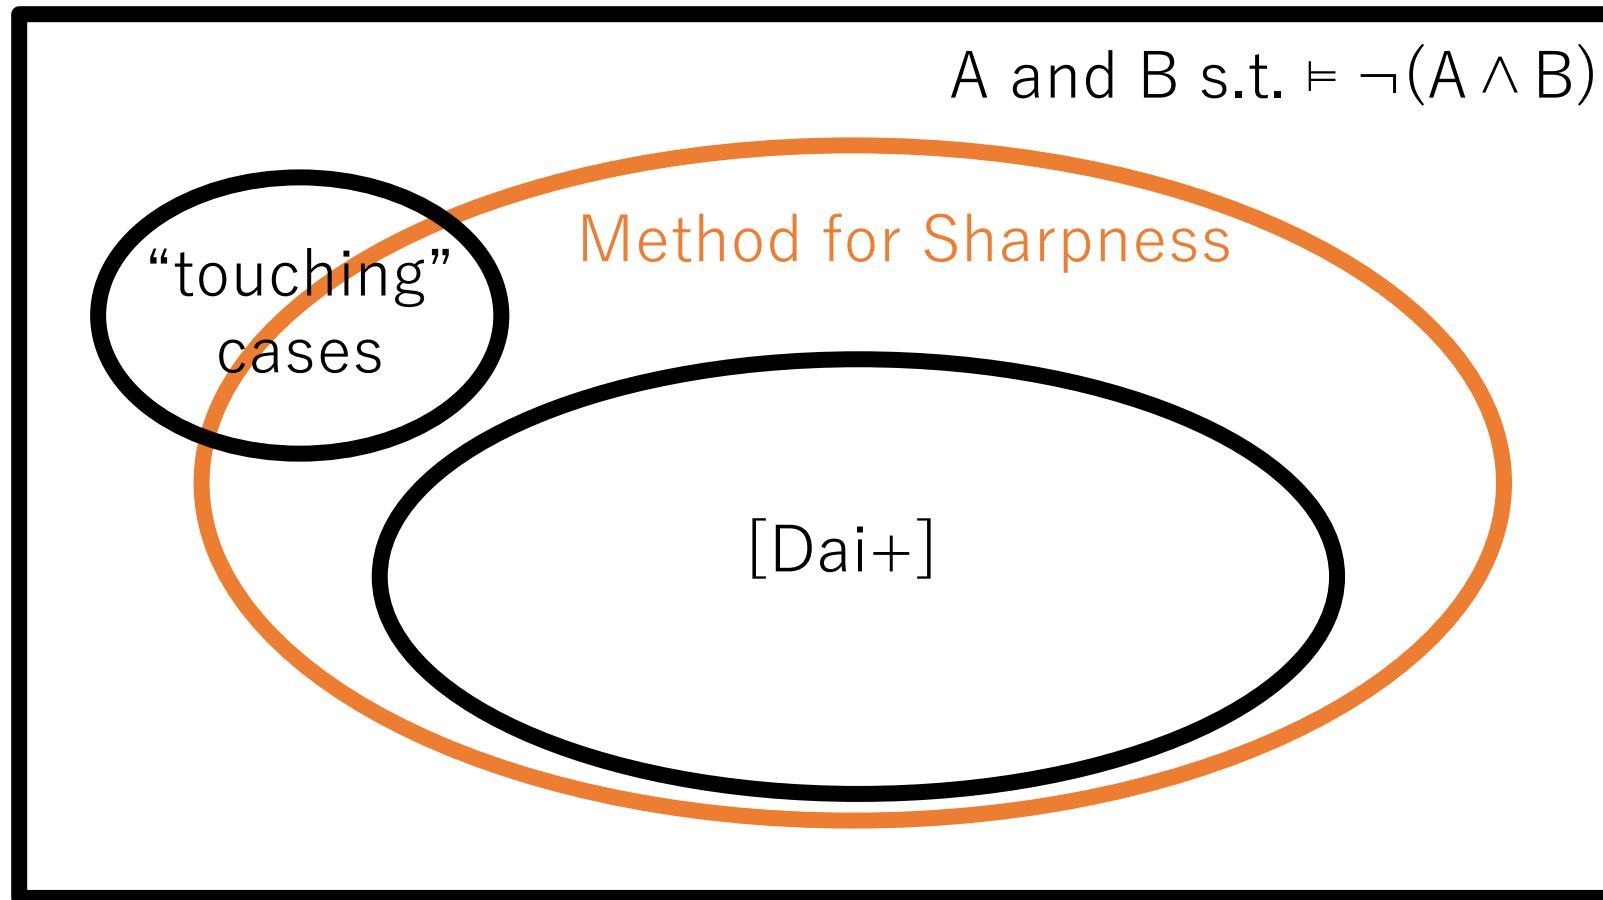 A and B s.t. ⊨ ¬(A ∧ B)
Method for Sharpness
“touching”
cases
[Dai+]